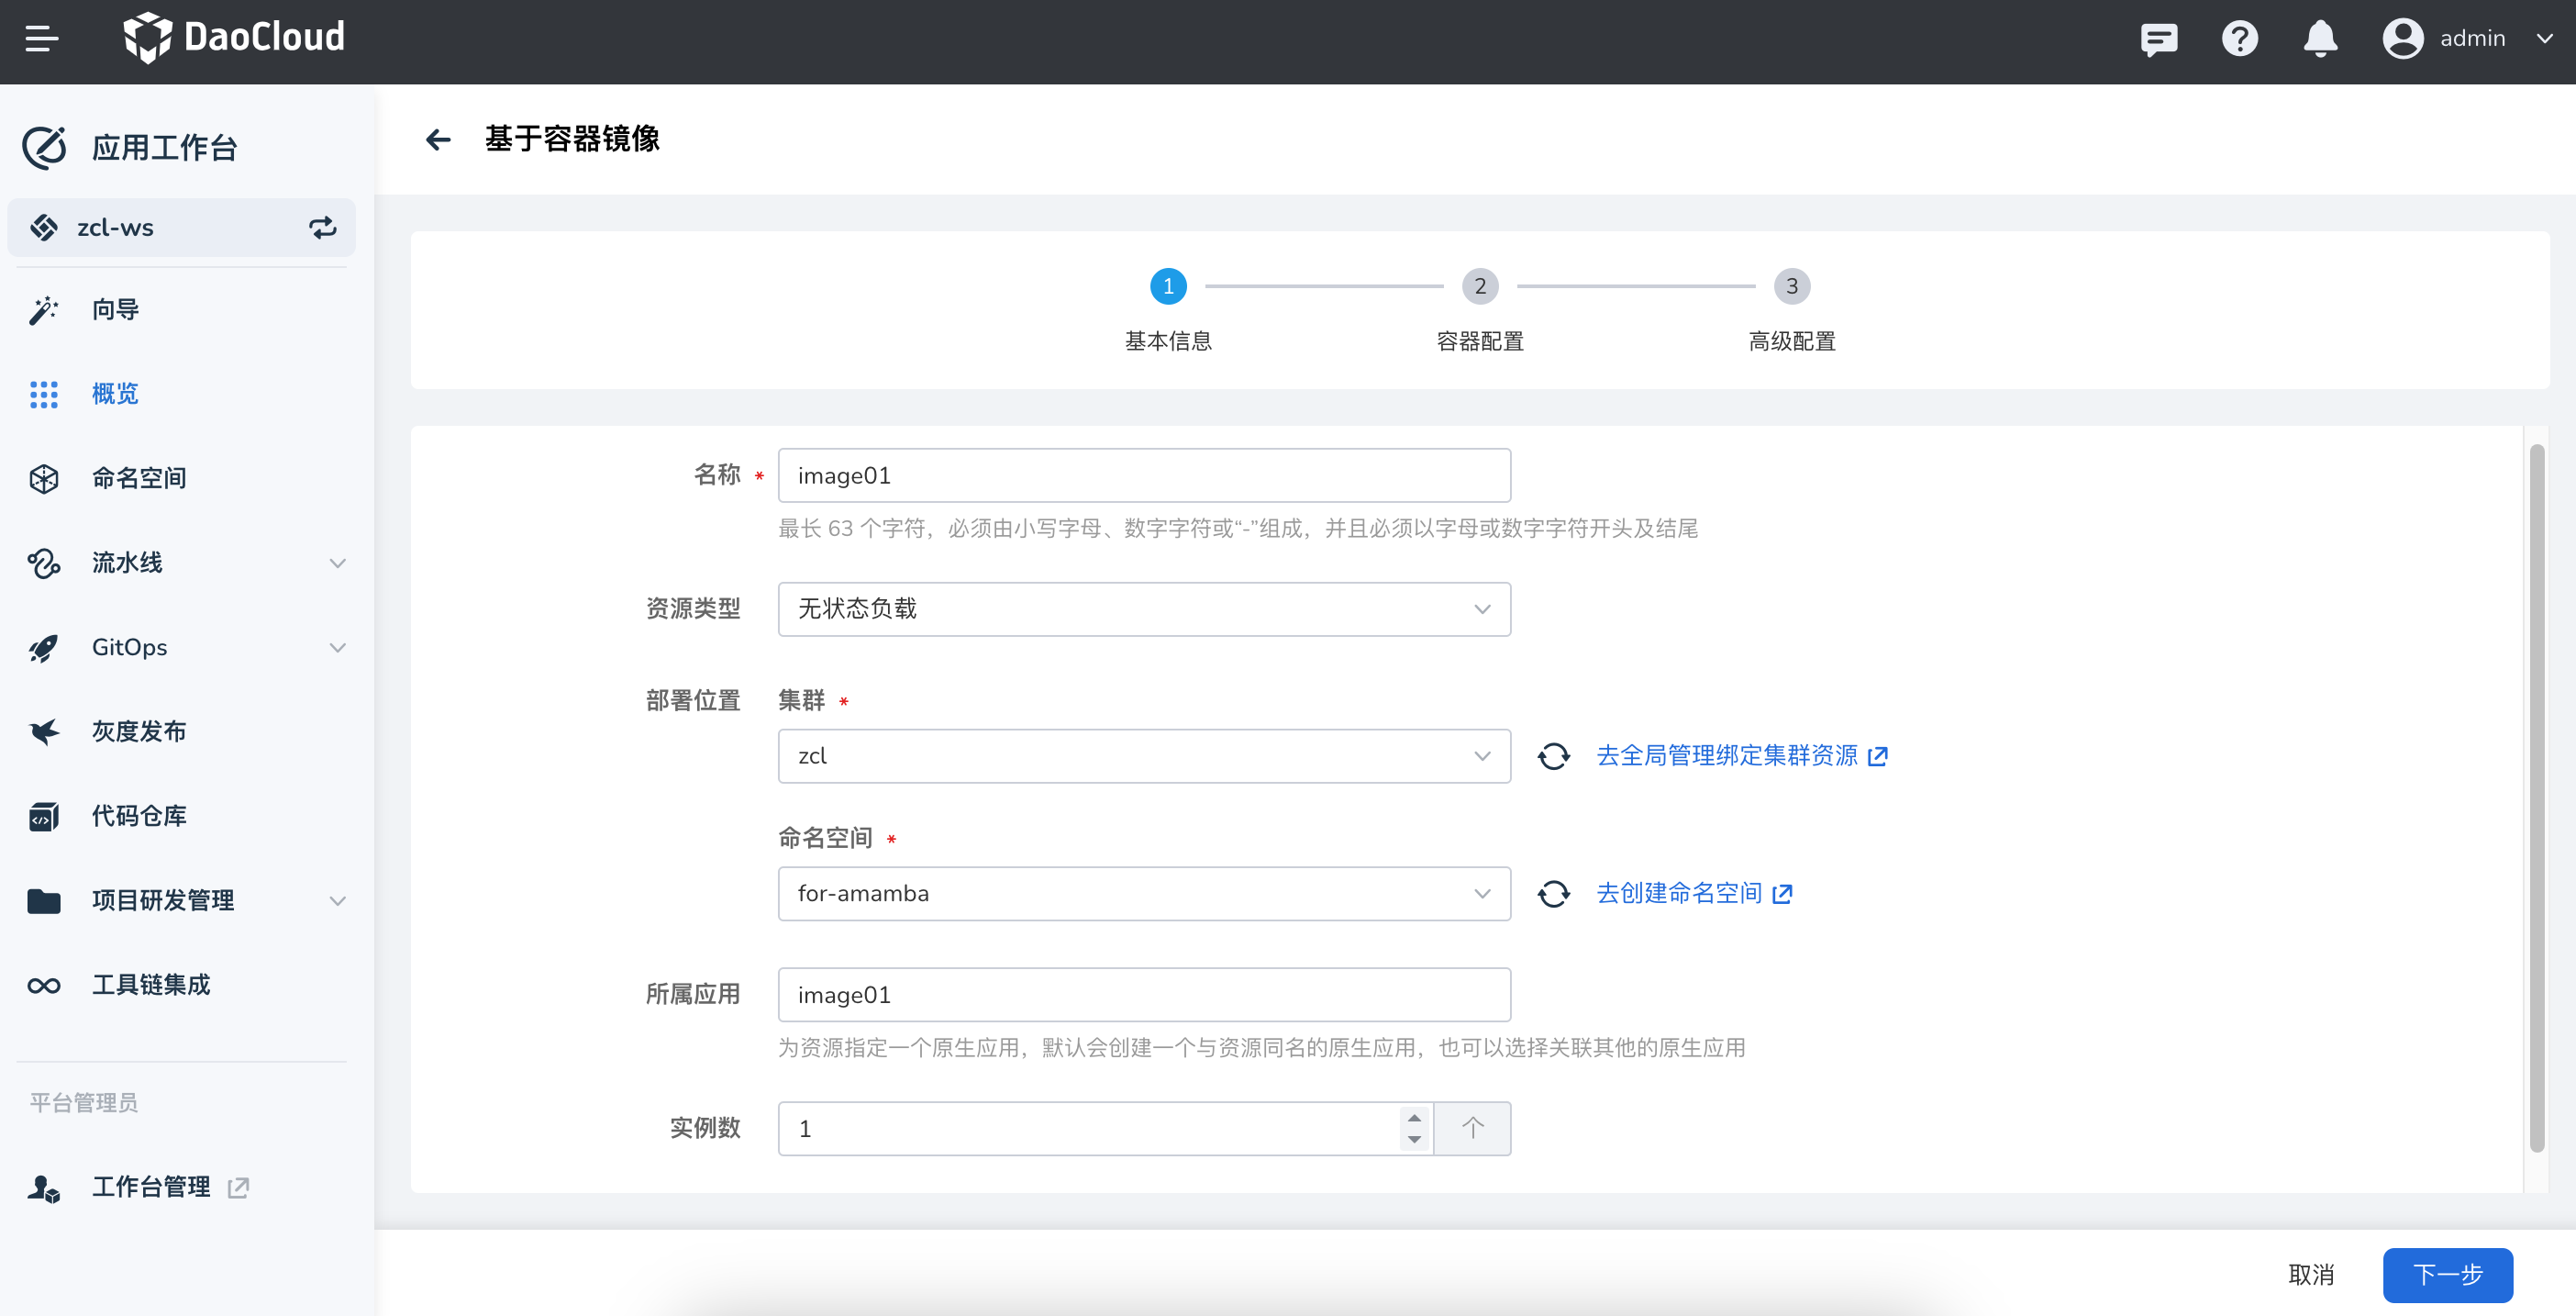 DaoCloud
admin
应用工作台
zcl-ws
向导
概览
命名空间
流水线
GitOps
灰度发布
代码仓库
项目研发管理
工具链集成
平台管理员
工作台管理
基于容器镜像
1
2
3
基本信息
容器配置
高级配置
名称 *
image01
最长 63 个字符，必须由小写字母、数字字符或“-”组成，并且必须以字母或数字字符开头及结尾
资源类型
无状态负载
部署位置
集群 *
zcl
去全局管理绑定集群资源
命名空间 *
for-amamba
去创建命名空间
所属应用
image01
为资源指定一个原生应用，默认会创建一个与资源同名的原生应用，也可以选择关联其他的原生应用
实例数
1
个
取消
下一步